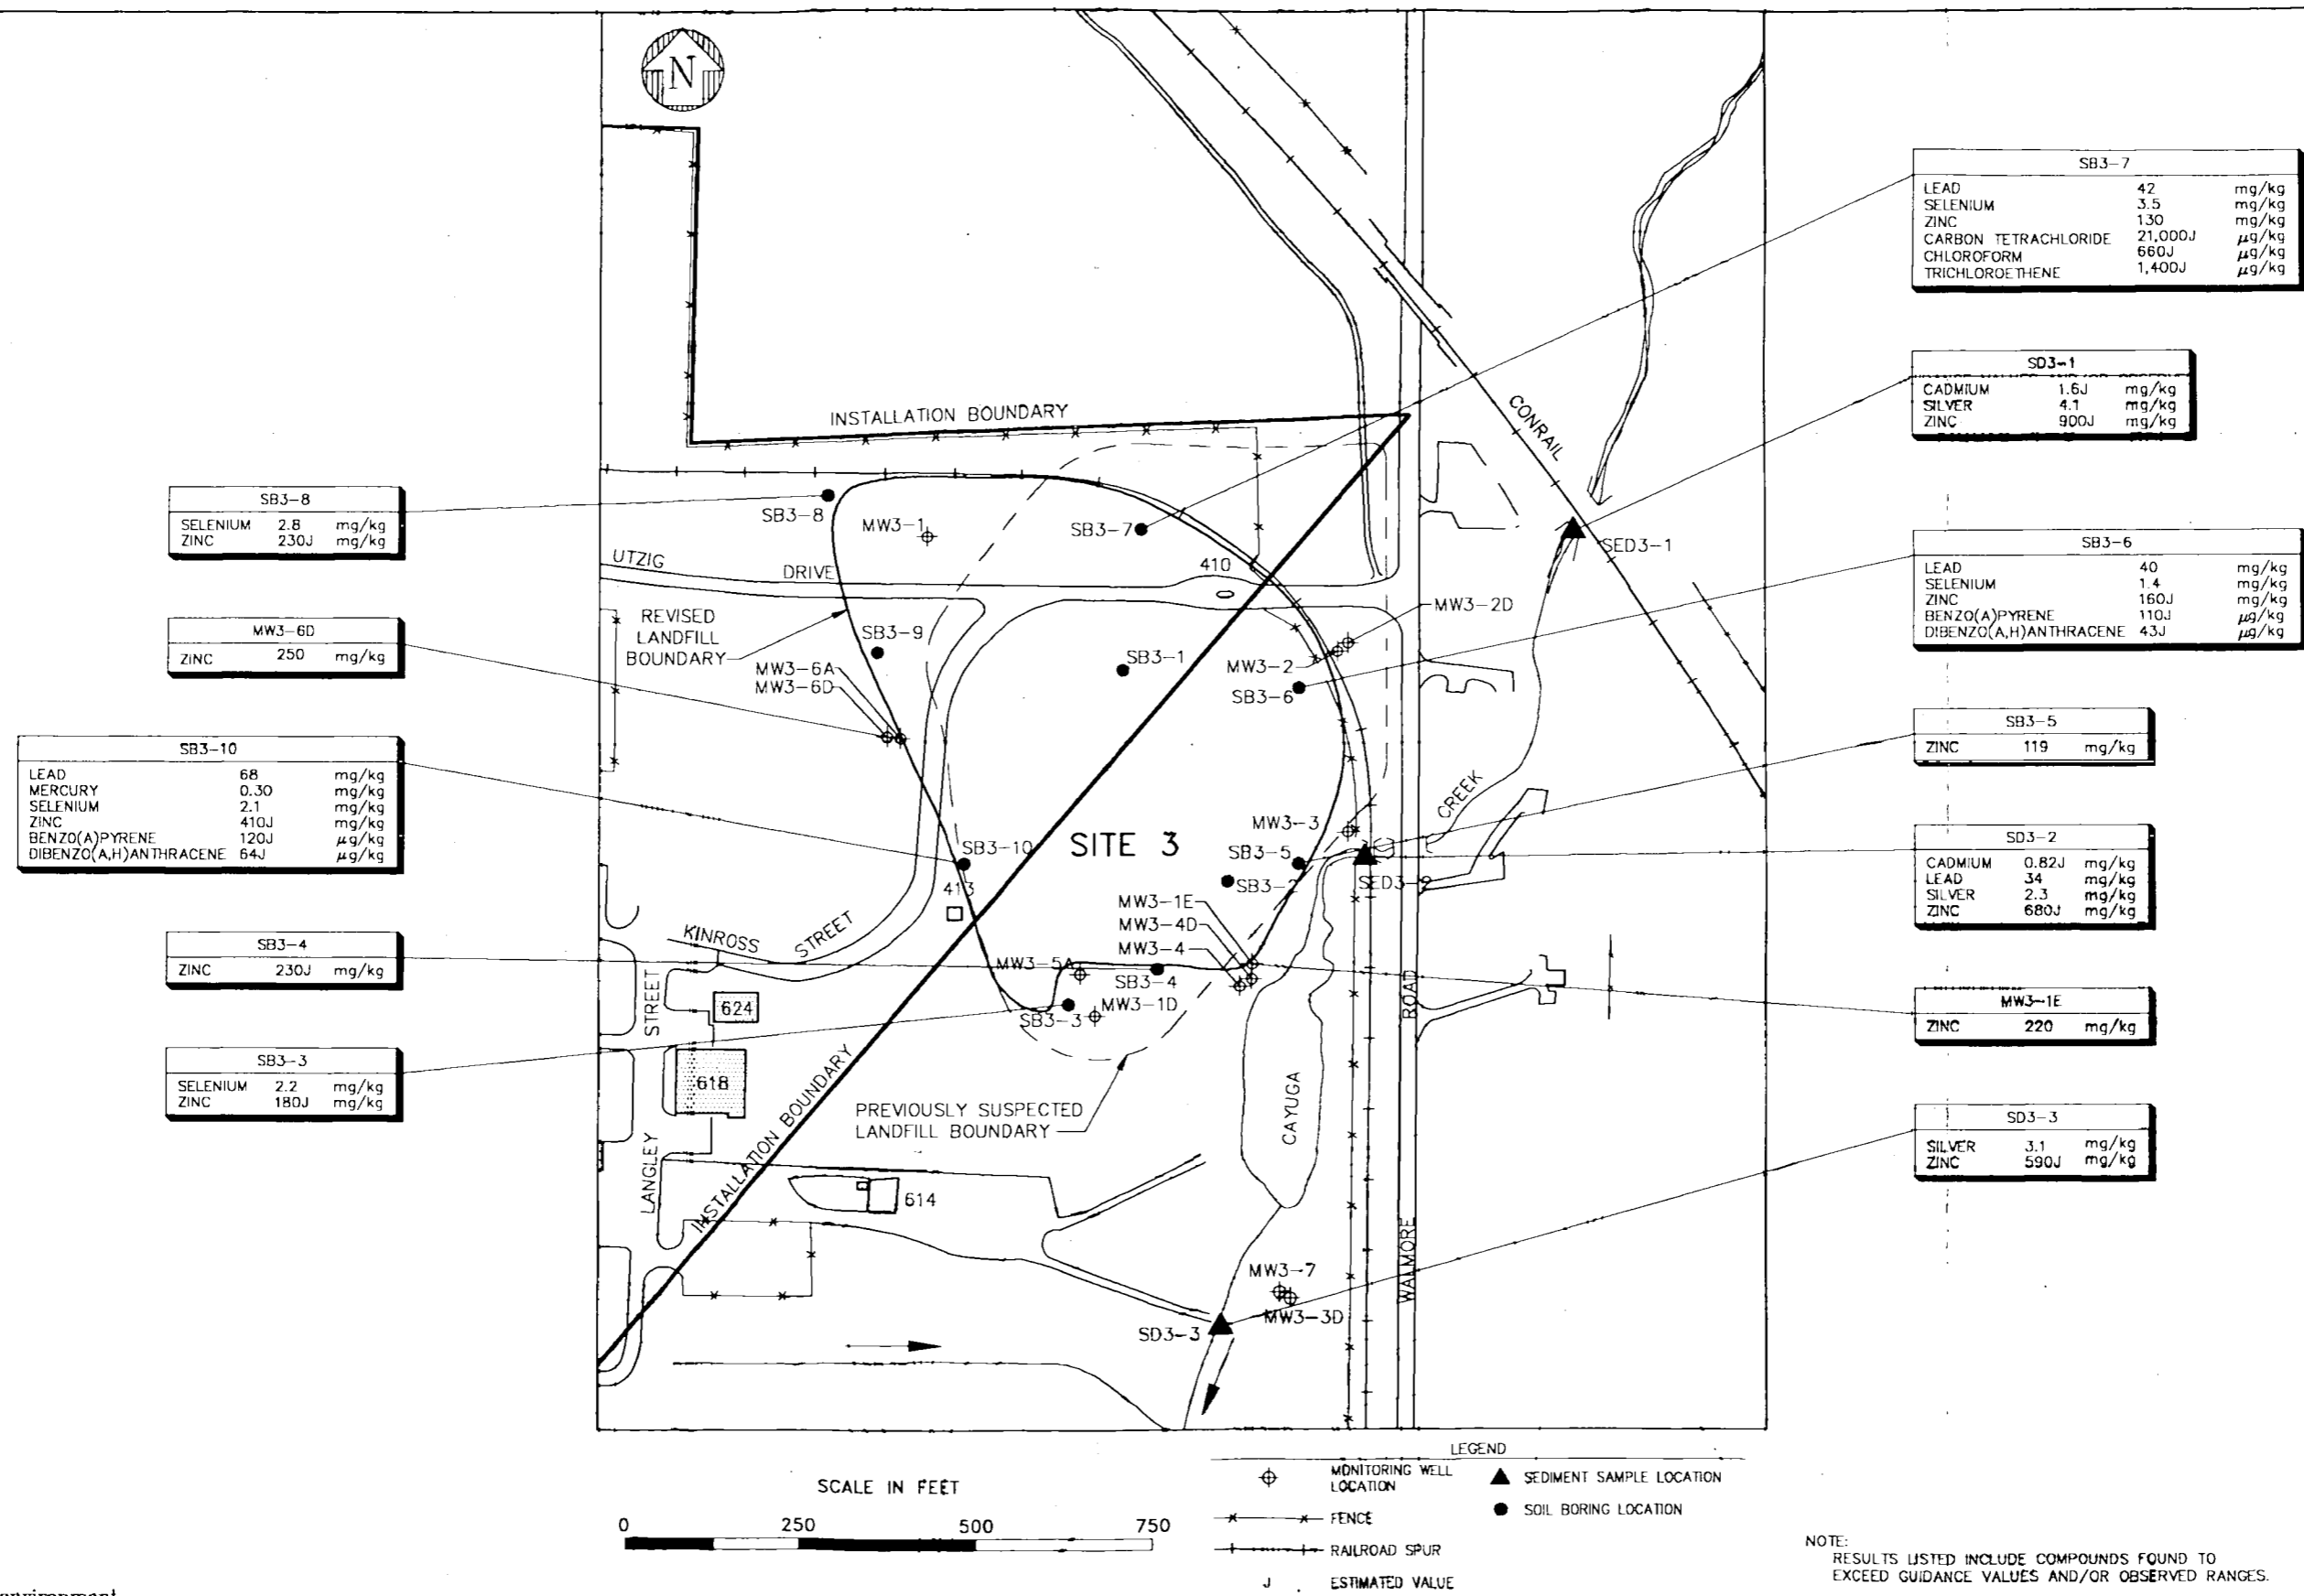 N
SB3-7
LEAD 42 mg/kg
SELENIUM 3.5 mg/kg
ZINC 130 mg/kg
CARBON TETRACHLORIDE 21,000J µg/kg
CHLOROFORM 660J µg/kg
TRICHLOROETHENE 1,400J µg/kg
SD3-1
CADMIUM 1.6J mg/kg
SILVER 4.1 mg/kg
ZINC 900J mg/kg
SB3-6
LEAD 40 mg/kg
SELENIUM 1.4 mg/kg
ZINC 160J mg/kg
BENZO(A)PYRENE 110J µg/kg
DIBENZO(A,H)ANTHRACENE 43J µg/kg
SB3-5
ZINC 119 mg/kg
SD3-2
CADMIUM 0.82J mg/kg
LEAD 34 mg/kg
SILVER 2.3 mg/kg
ZINC 680J mg/kg
MW3-1E
ZINC 220 mg/kg
SD3-3
SILVER 3.1 mg/kg
ZINC 590J mg/kg
SB3-8
SELENIUM 2.8 mg/kg
ZINC 230J mg/kg
MW3-6D
ZINC 250 mg/kg
SB3-10
LEAD 68 mg/kg
MERCURY 0.30 mg/kg
SELENIUM 2.1 mg/kg
ZINC 410J mg/kg
BENZO(A)PYRENE 120J µg/kg
DIBENZO(A,H)ANTHRACENE 64J µg/kg
SB3-4
ZINC 230J mg/kg
SB3-3
SELENIUM 2.2 mg/kg
ZINC 180J mg/kg
INSTALLATION BOUNDARY
CONRAIL
SB3-8
MW3-1
SB3-7
SED3-1
UTZIG DRIVE
410
REVISED
LANDFILL
BOUNDARY
SB3-9
MW3-2D
MW3-6A
MW3-6D
SB3-1
MW3-2
SB3-6
CREEK
SITE 3
MW3-3
SB3-10
SB3-5
413
SB3-2
SED3-2
MW3-1E
MW3-4D
MW3-4
KINROSS STREET
MW3-5A
SB3-4
STREET
624
SB3-3
MW3-1D
ROAD
618
INSTALLATION BOUNDARY
CAYUGA
PREVIOUSLY SUSPECTED
LANDFILL BOUNDARY
LANGLEY
614
WALMORE
MW3-7
MW3-3D
SD3-3
SCALE IN FEET
0 250 500 750
LEGEND
MONITORING WELL
LOCATION
SEDIMENT SAMPLE LOCATION
FENCE
SOIL BORING LOCATION
RAILROAD SPUR
J ESTIMATED VALUE
NOTE:
RESULTS LISTED INCLUDE COMPOUNDS FOUND TO
EXCEED GUIDANCE VALUES AND/OR OBSERVED RANGES.